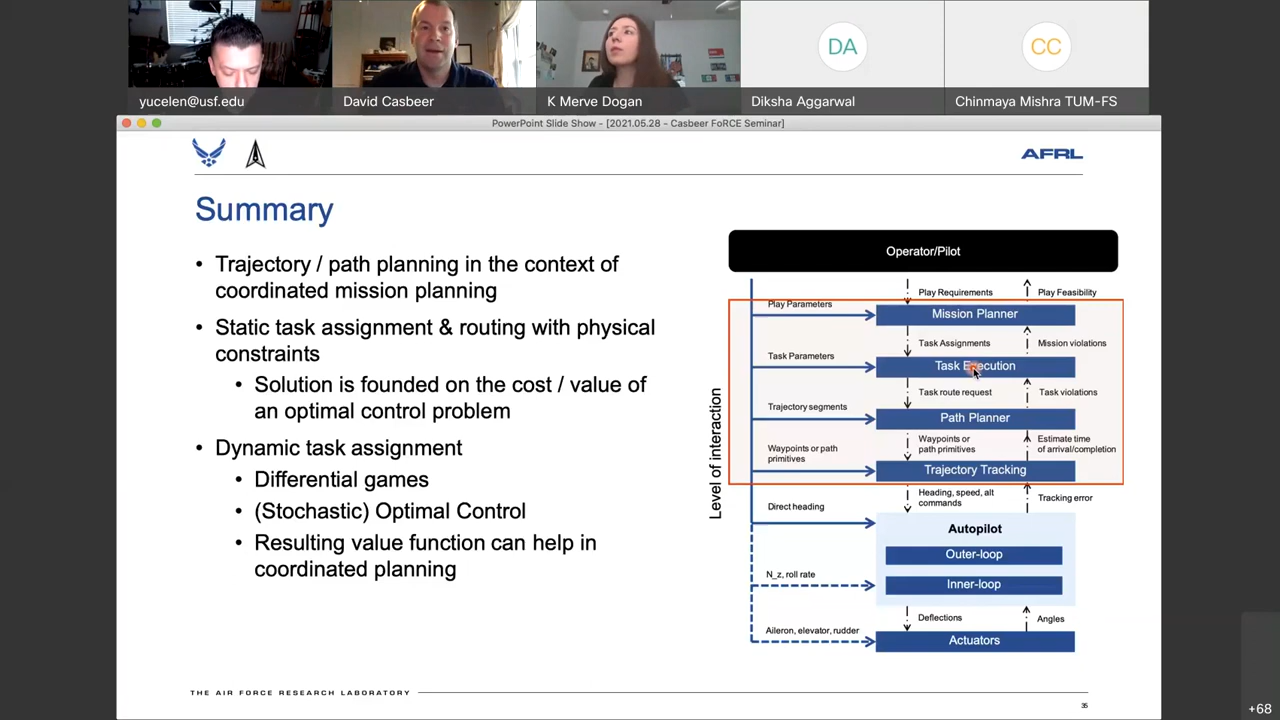 DA
CC
yucelen@usf.edu
David Casbeer
K Merve Dogan
Diksha Aggarwal
Chinmaya Mishra TUM-FS
PowerPoint Slide Show - [2021.05.28 – Casbeer FoRCE Seminar]
AFRL
Summary
• Trajectory / path planning in the context of
coordinated mission planning
• Static task assignment & routing with physical
constraints
• Solution is founded on the cost / value of
an optimal control problem
• Dynamic task assignment
• Differential games
• (Stochastic) Optimal Control
• Resulting value function can help in
coordinated planning
Operator/Pilot
Play Requirements
Play Feasibility
Play Parameters
Mission Planner
Task Assignments
Mission violations
Task Parameters
Task Execution
Task route request
Task violations
Trajectory segments
Path Planner
Waypoints or path
primitives
Waypoints or
path primitives
Estimate time
of arrival/completion
Trajectory Tracking
Level of interaction
Heading, speed, alt
commands
Tracking error
Direct heading
Autopilot
Outer-loop
N_z, roll rate
Inner-loop
Deflections
Angles
Aileron, elevator, rudder
Actuators
THE AIR FORCE RESEARCH LABORATORY
35
+68